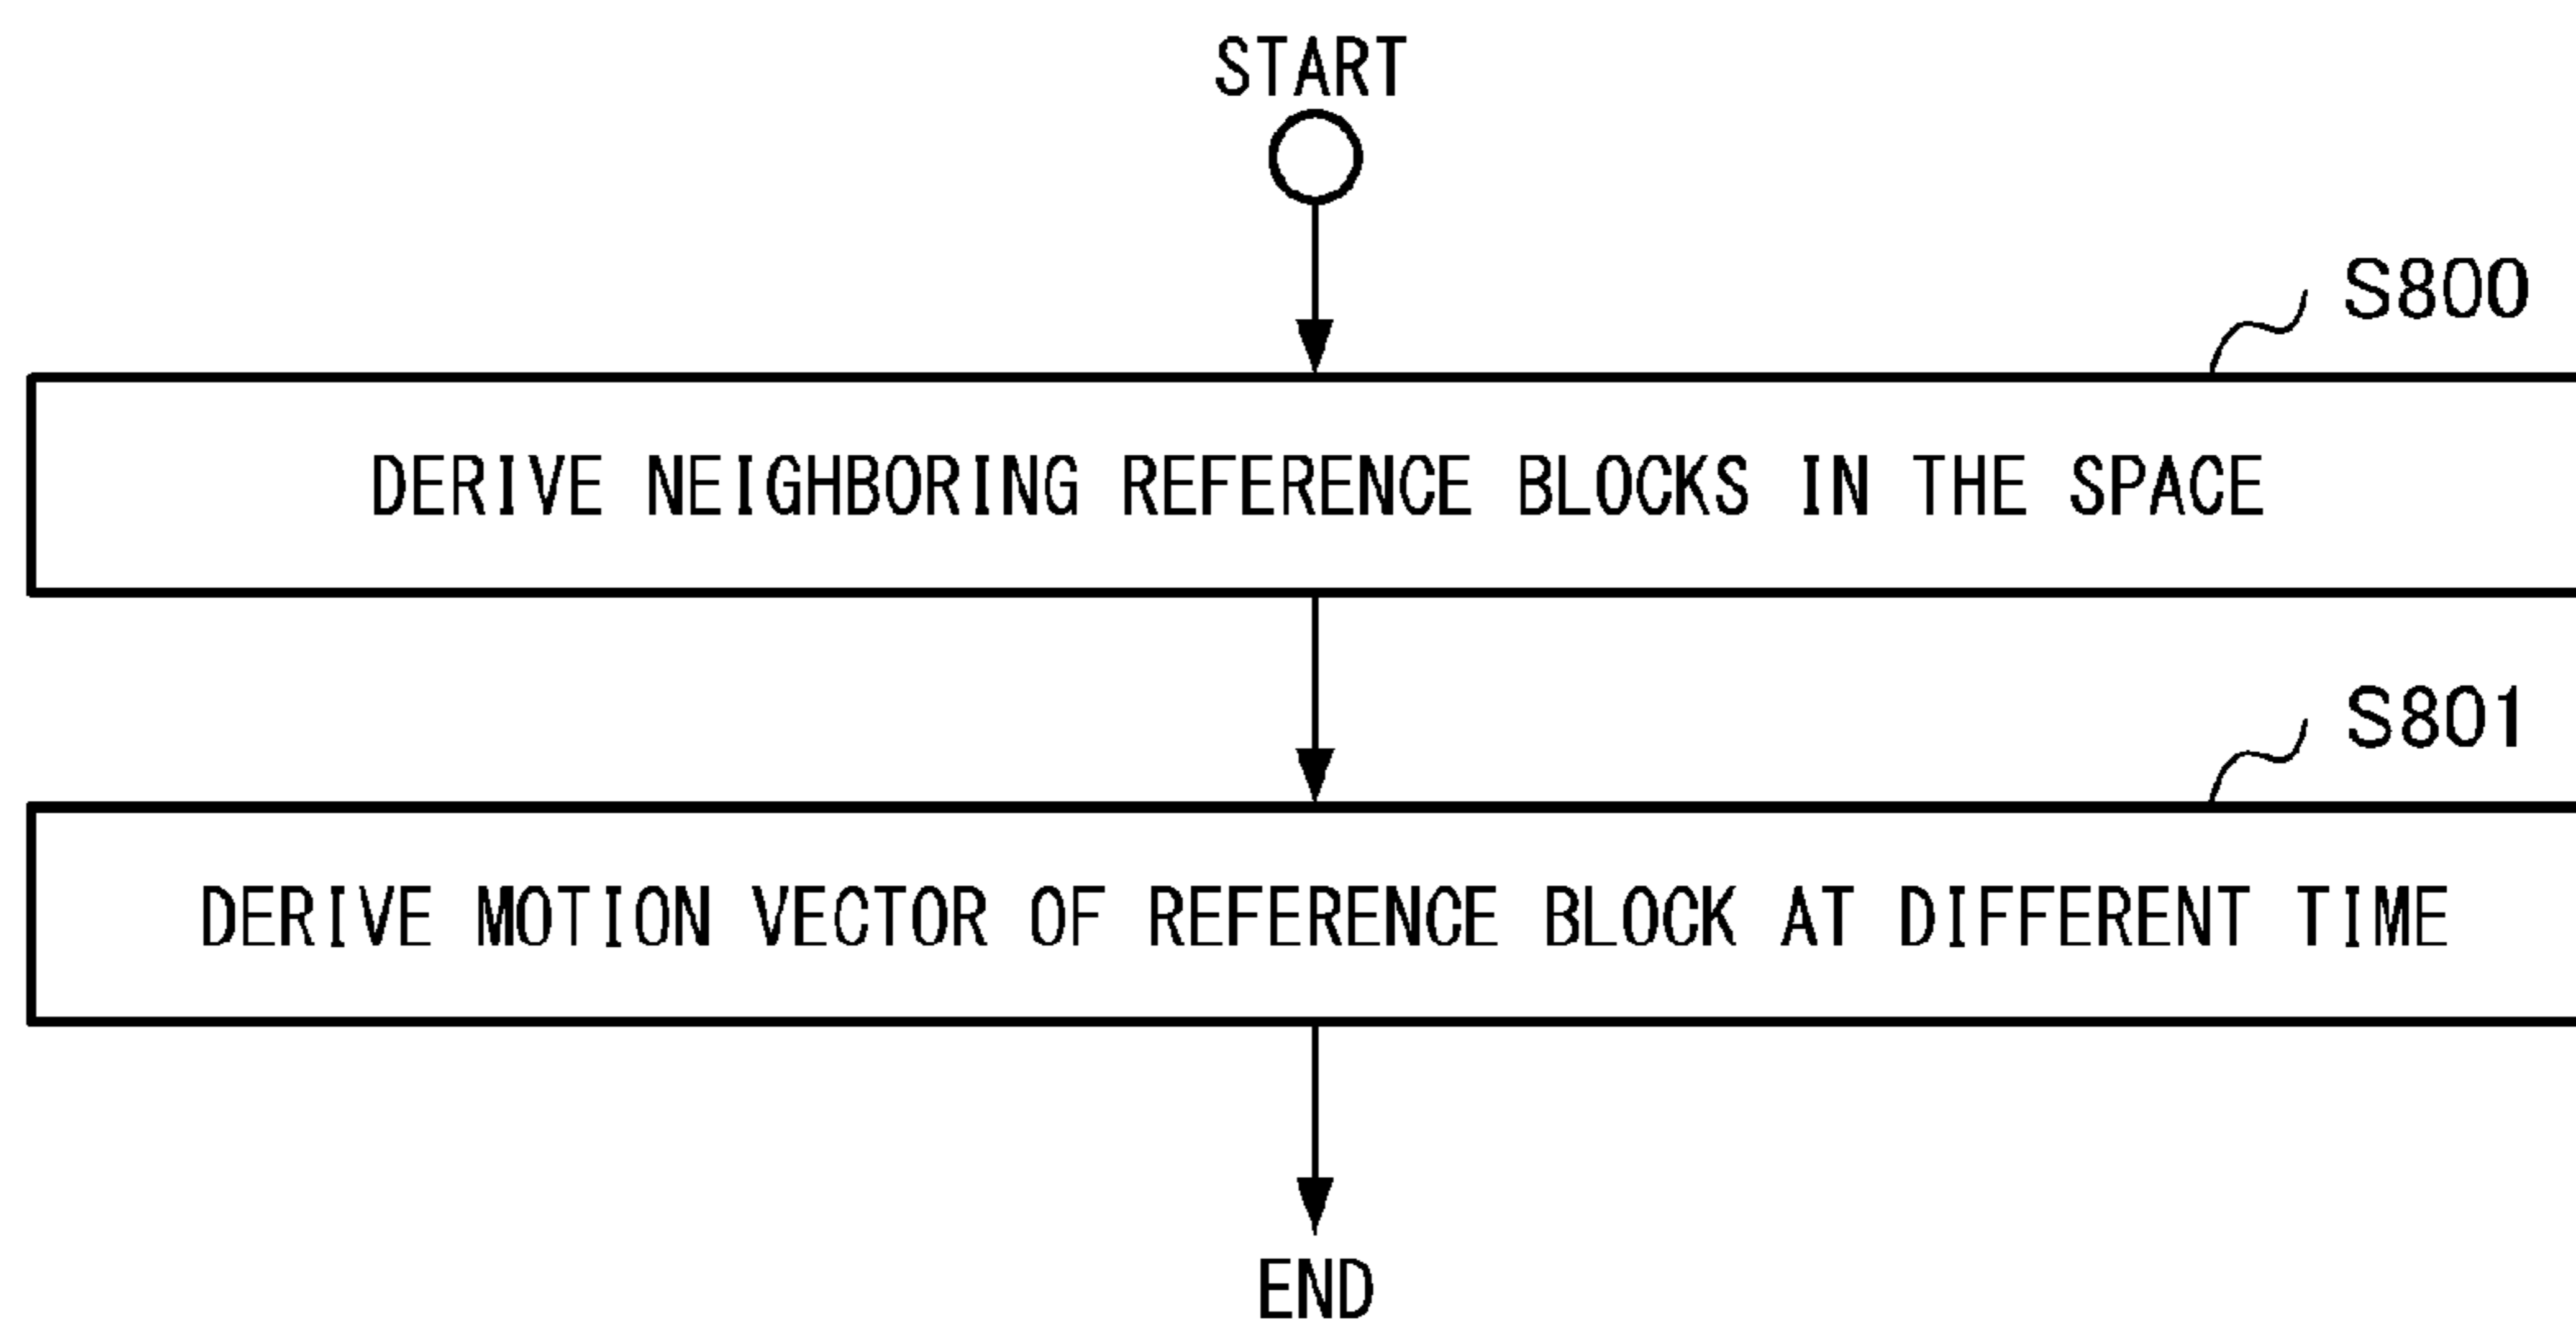 START
S800
DERIVE NEIGHBORING REFERENCE BLOCKS IN THE SPACE
S801
DERIVE MOTION VECTOR OF REFERENCE BLOCK AT DIFFERENT TIME
END